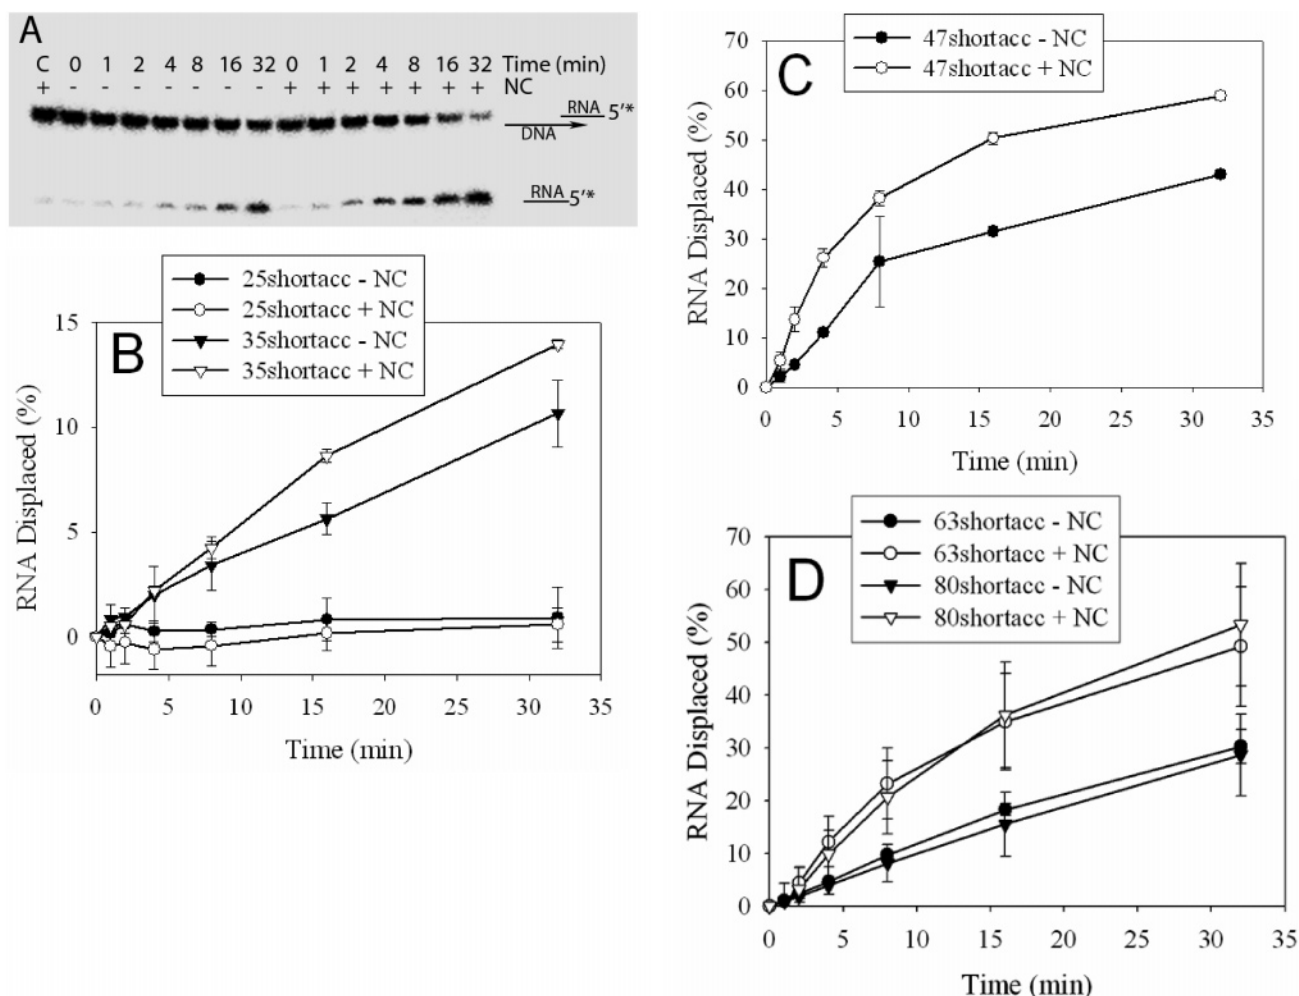 A
C 0 1 2 4 8 16 32 0 1 2 4 8 16 32 Time (min)
+ - - - - - - - + + + + + + + NC
RNA 5'*
DNA
RNA 5'*
25shortacc - NC
25shortacc + NC
35shortacc - NC
35shortacc + NC
B
15
10
5
0
RNA Displaced (%)
0 5 10 15 20 25 30 35
Time (min)
47shortacc - NC
47shortacc + NC
C
70
60
50
40
30
20
10
0
RNA Displaced (%)
0 5 10 15 20 25 30 35
Time (min)
63shortacc - NC
63shortacc + NC
80shortacc - NC
80shortacc + NC
D
70
60
50
40
30
20
10
0
RNA Displaced (%)
0 5 10 15 20 25 30 35
Time (min)